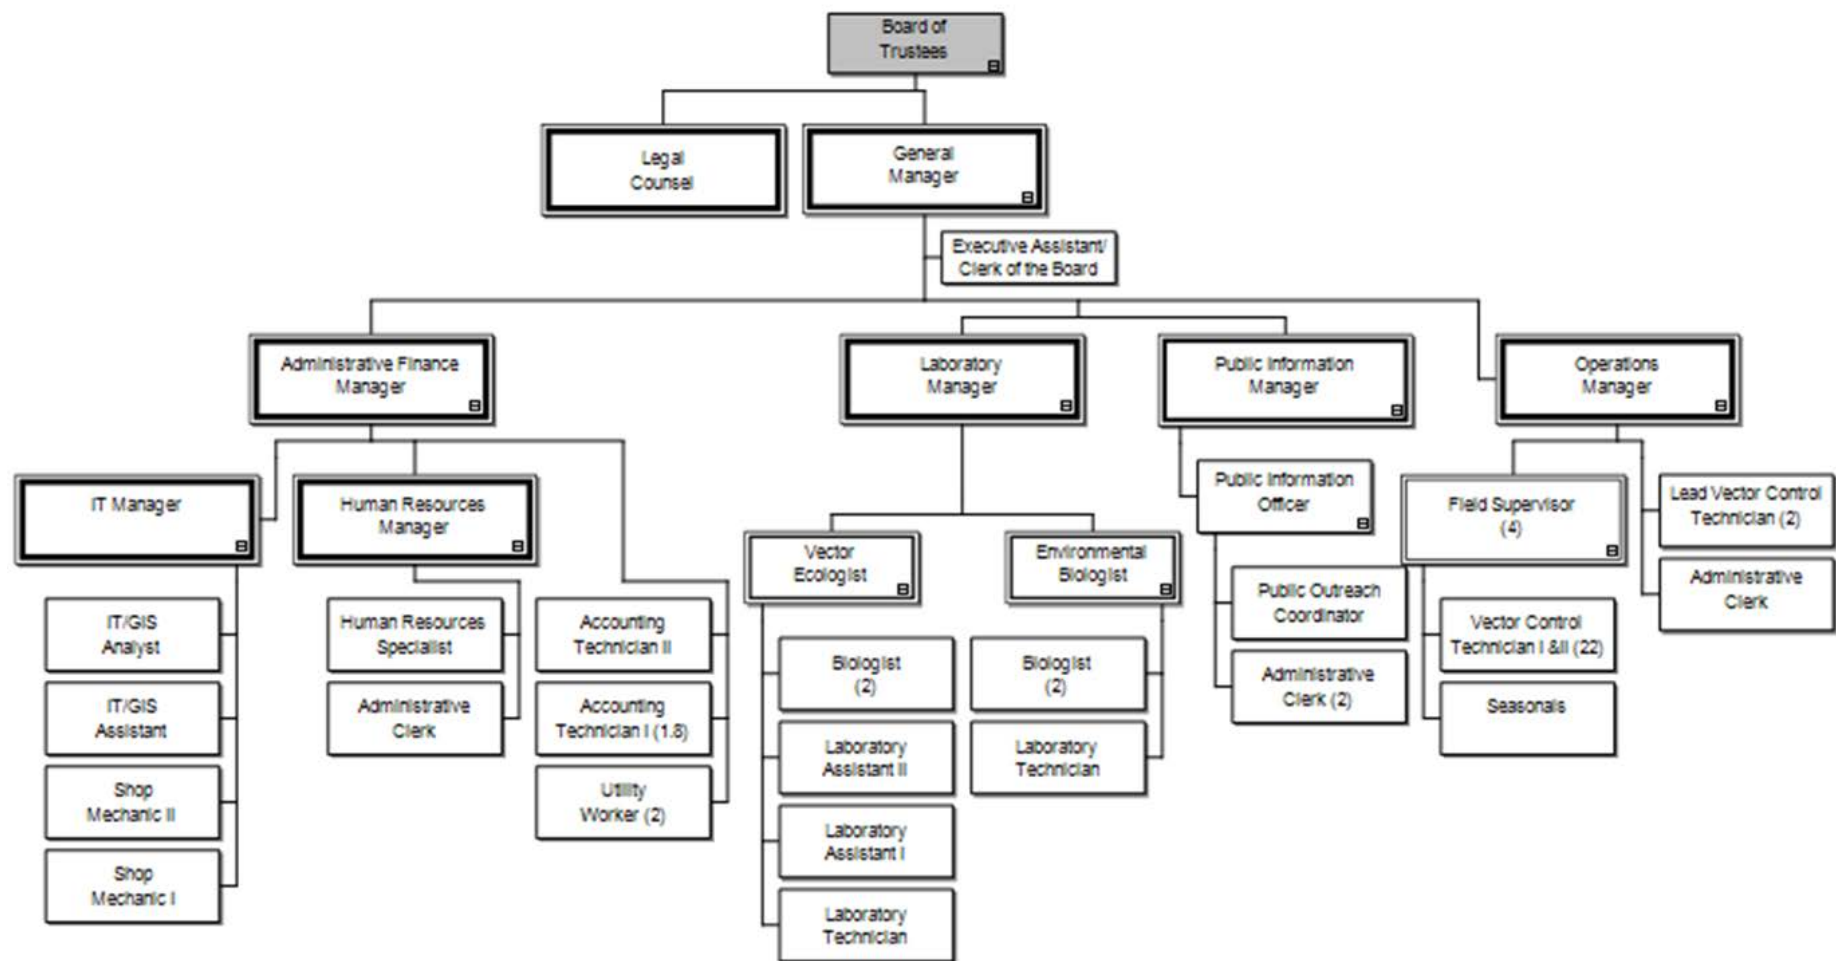 Board of
Trustees
Legal
Counsel
General
Manager
Executive Assistant/
Clerk of the Board
Administrative Finance
Manager
Laboratory
Manager
Public Information
Manager
Operations
Manager
IT Manager
Human Resources
Manager
Public Information
Officer
Field Supervisor
(4)
Lead Vector Control
Technician (2)
Vector
Ecologist
Environmental
Biologist
Administrative
Clerk
IT/GIS
Analyst
Human Resources
Specialist
Accounting
Technician II
Public Outreach
Coordinator
Vector Control
Technician I &II (22)
Biologist
(2)
Biologist
(2)
Administrative
Clerk (2)
Seasonals
IT/GIS
Assistant
Administrative
Clerk
Accounting
Technician I (1.8)
Laboratory
Assistant II
Laboratory
Technician
Shop
Mechanic II
Utility
Worker (2)
Laboratory
Assistant I
Shop
Mechanic I
Laboratory
Technician